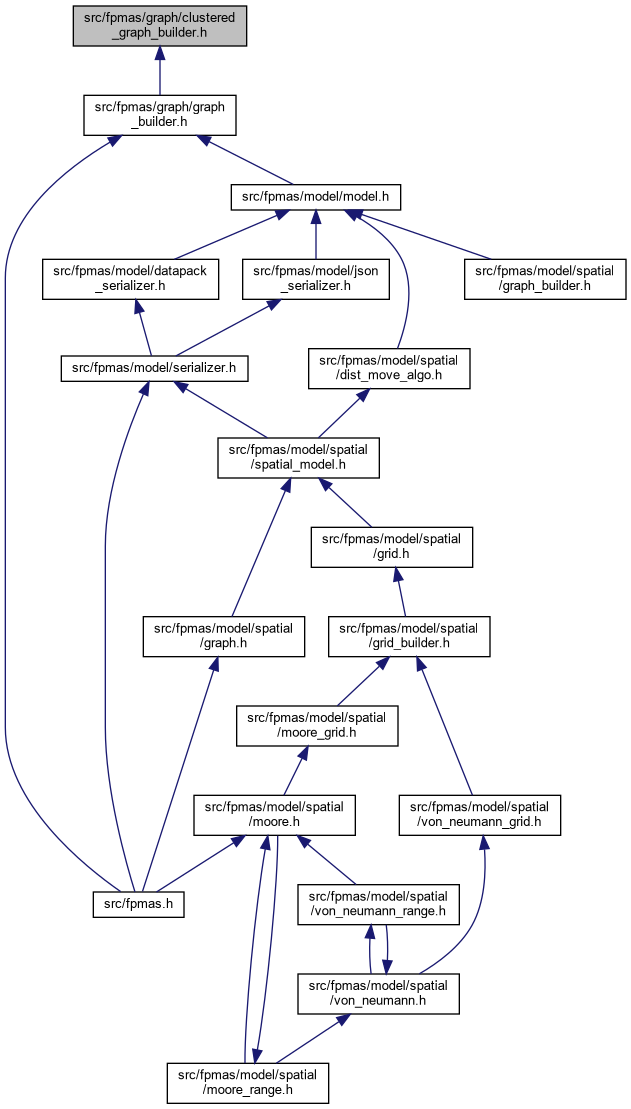 src/fpmas/graph/clustered
_graph_builder.h
src/fpmas/graph/graph
_builder.h
src/fpmas/model/model.h
src/fpmas/model/datapack
_serializer.h
src/fpmas/model/json
_serializer.h
src/fpmas/model/spatial
/graph_builder.h
src/fpmas/model/serializer.h
src/fpmas/model/spatial
/dist_move_algo.h
src/fpmas/model/spatial
/spatial_model.h
src/fpmas/model/spatial
/grid.h
src/fpmas/model/spatial
/graph.h
src/fpmas/model/spatial
/grid_builder.h
src/fpmas/model/spatial
/moore_grid.h
src/fpmas/model/spatial
/moore.h
src/fpmas/model/spatial
/von_neumann_grid.h
src/fpmas.h
src/fpmas/model/spatial
/von_neumann_range.h
src/fpmas/model/spatial
/von_neumann.h
src/fpmas/model/spatial
/moore_range.h